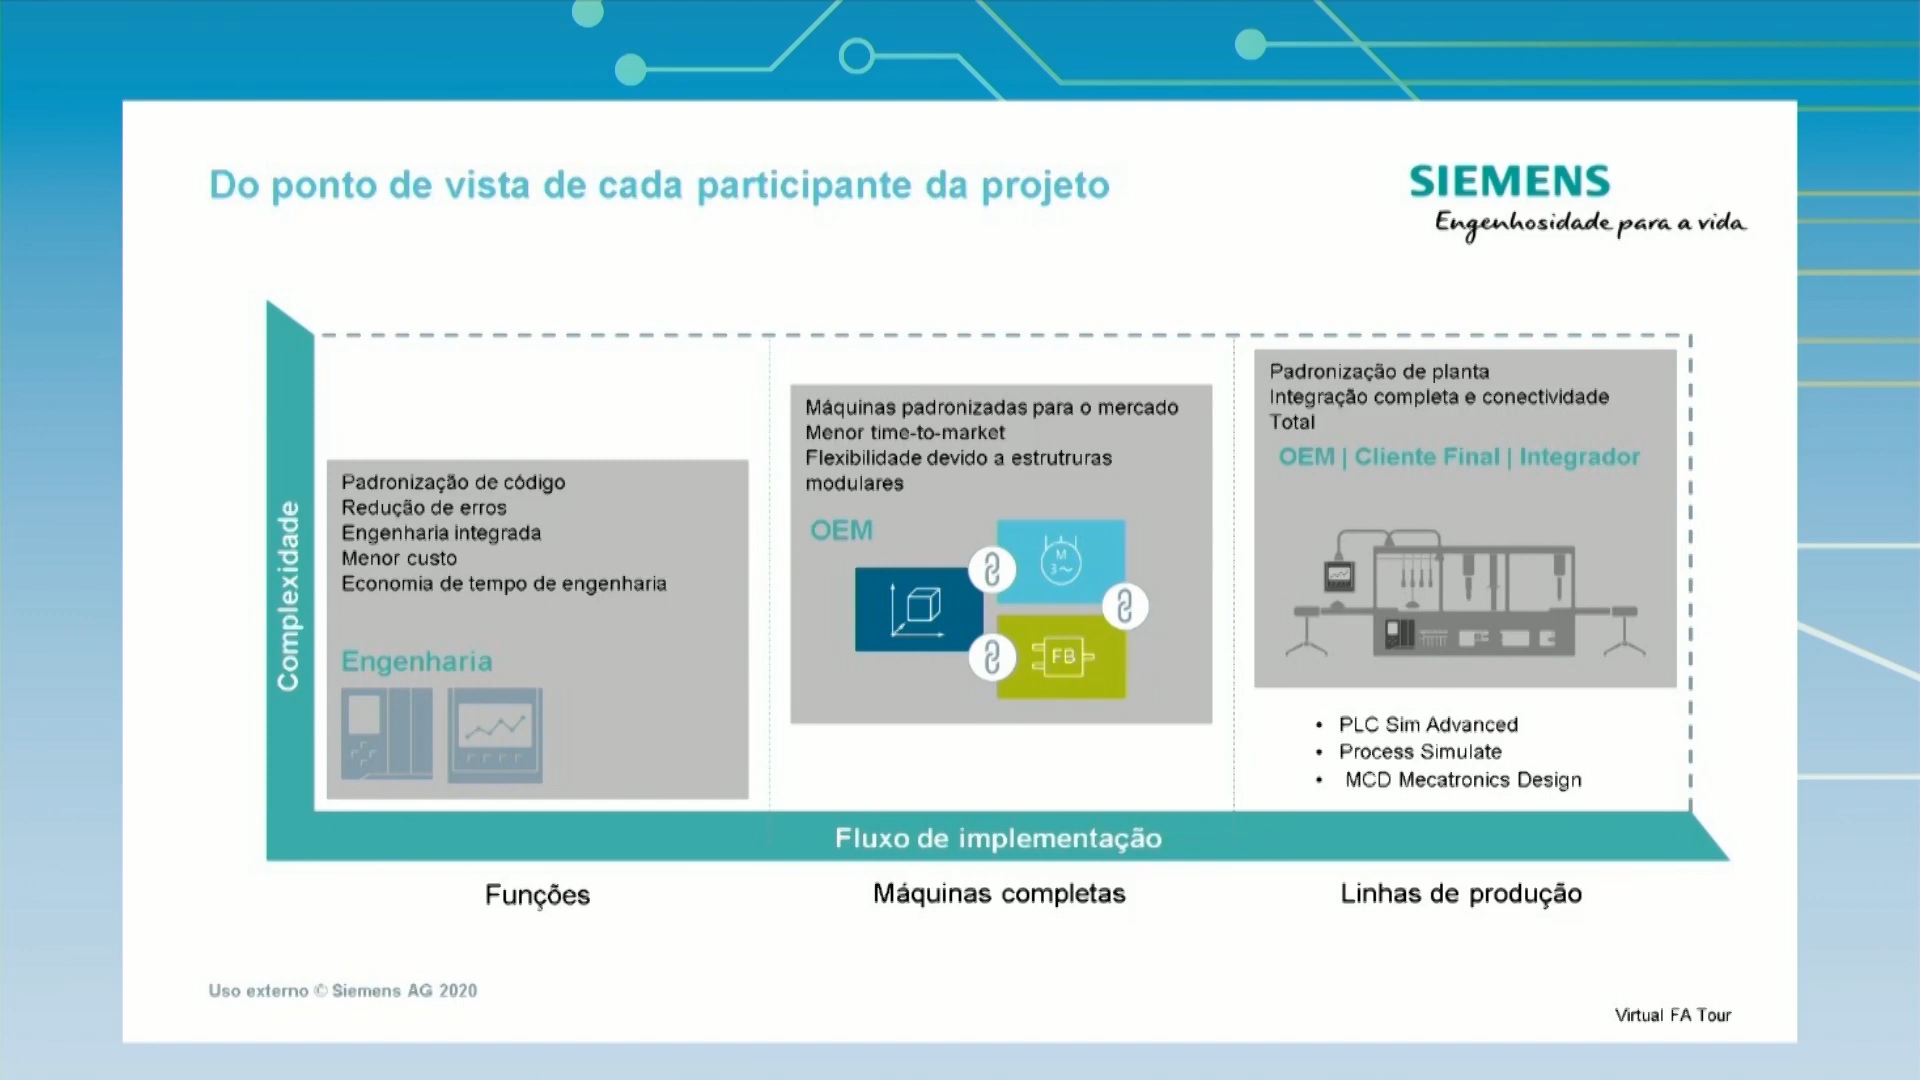 Do ponto de vista de cada participante da projeto
SIEMENS
Engenhosidade para a vida
Complexidade
Padronização de código
Redução de erros
Engenharia integrada
Menor custo
Economia de tempo de engenharia
Engenharia
Máquinas padronizadas para o mercado
Menor time-to-market
Flexibilidade devido a estrutruras
modulares
OEM
M
3~
FB
Padronização de planta
Integração completa e conectividade
Total
OEM | Cliente Final | Integrador
• PLC Sim Advanced
• Process Simulate
• MCD Mecatronics Design
Fluxo de implementação
Funções
Máquinas completas
Linhas de produção
Uso externo © Siemens AG 2020
Virtual FA Tour